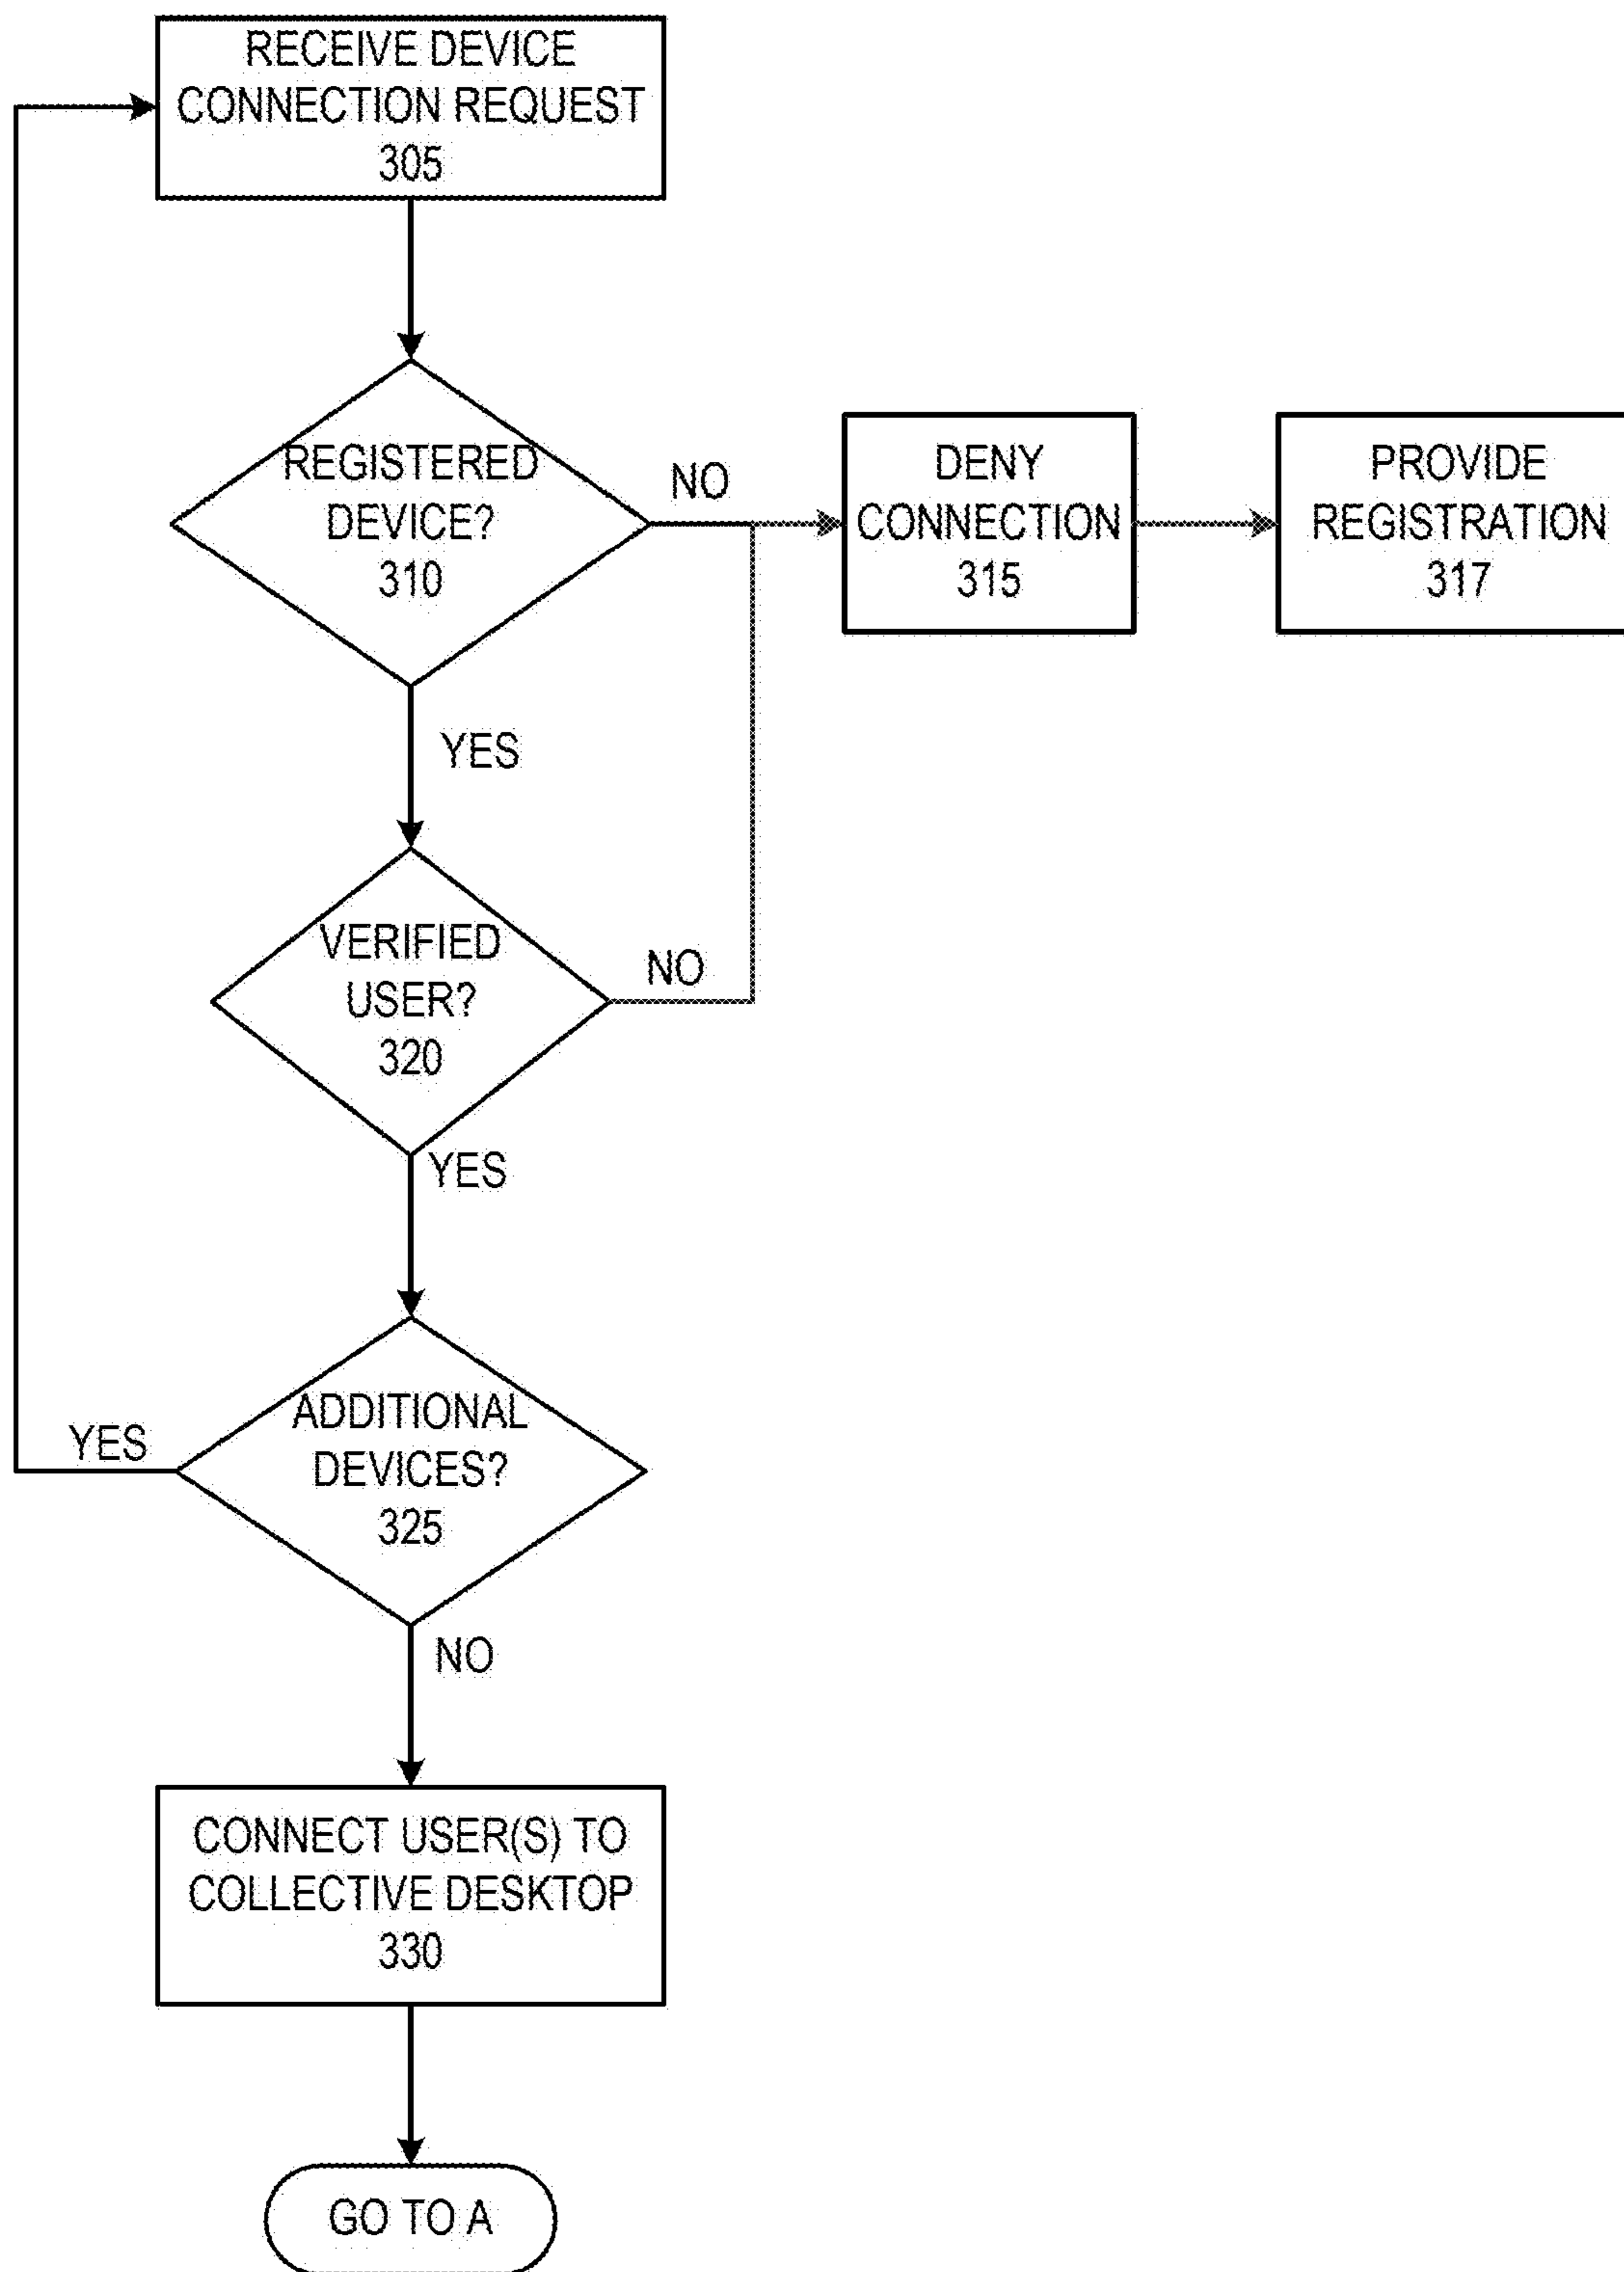 RECEIVE DEVICE
CONNECTION REQUEST
305
REGISTERED
DEVICE?
310
NO
DENY
CONNECTION
315
PROVIDE
REGISTRATION
317
YES
VERIFIED
USER?
320
NO
YES
ADDITIONAL
DEVICES?
325
YES
NO
CONNECT USER(S) TO
COLLECTIVE DESKTOP
330
GO TO A